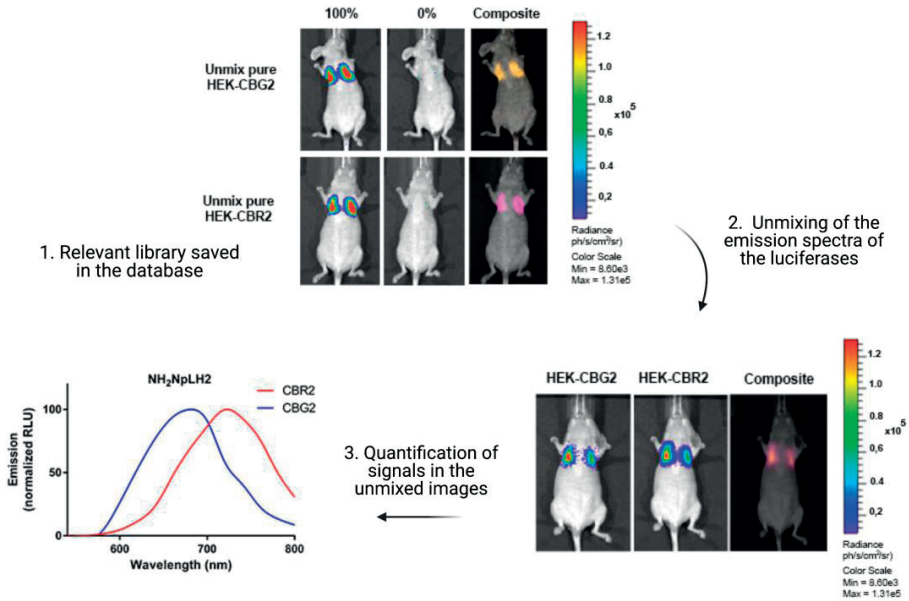 100% 0% Composite
Unmix pure
HEK-CBG2
Unmix pure
HEK-CBR2
1.2
1.0
0,8
x10⁵
0,6
0.4
0,2
Radiance
ph/s/cm²/sr)
Color Scale
Min = 8.60e3
Max = 1.31e5
1. Relevant library saved
in the database
2. Unmixing of the
emission spectra of
the luciferases
HEK-CBG2 HEK-CBR2 Composite
1.2
1.0
0.8
x10⁵
0,6
0.4
0,2
Radiance
ph/s/cm²/sr)
Color Scale
Min = 8.60e3
Max = 1.31e5
3. Quantification of
signals in the
unmixed images
NH₂NpLH2
CBR2
CBG2
Emission
(normalized RLU)
100
50
0
600 700 800
Wavelength (nm)